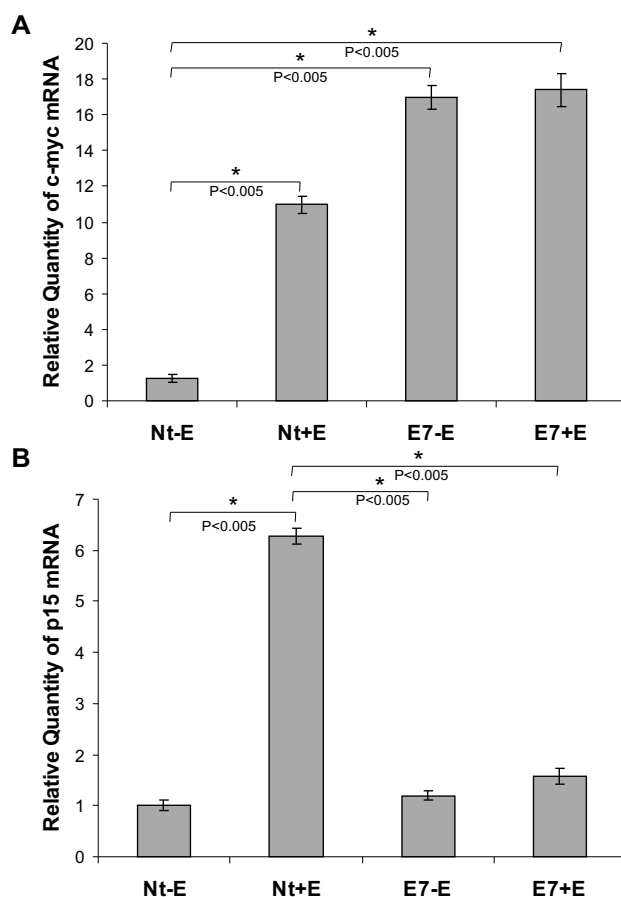 A
Relative Quantity of c-myc mRNA
20
18
16
14
12
10
8
6
4
2
0
*
P<0.005
*
P<0.005
*
P<0.005
Nt-E Nt+E E7-E E7+E
B
Relative Quantity of p15 mRNA
7
6
5
4
3
2
1
0
*
P<0.005
*
P<0.005
*
P<0.005
Nt-E Nt+E E7-E E7+E